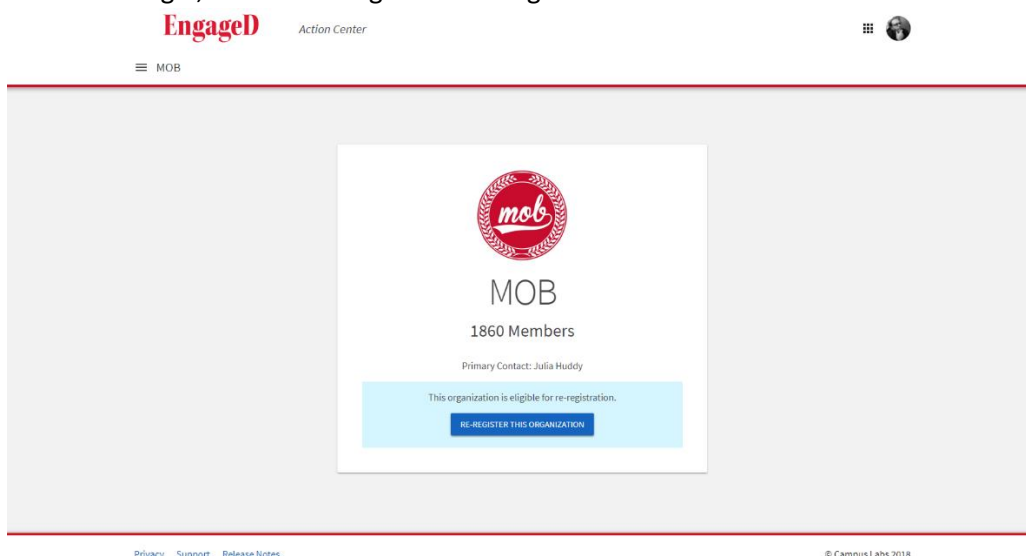 EngageD Action Center
MOB
mob
MOB
1860 Members
Primary Contact: Julia Huddy
This organization is eligible for re-registration.
RE-REGISTER THIS ORGANIZATION
Privacy Support Release Notes
© Campus Labs 2018